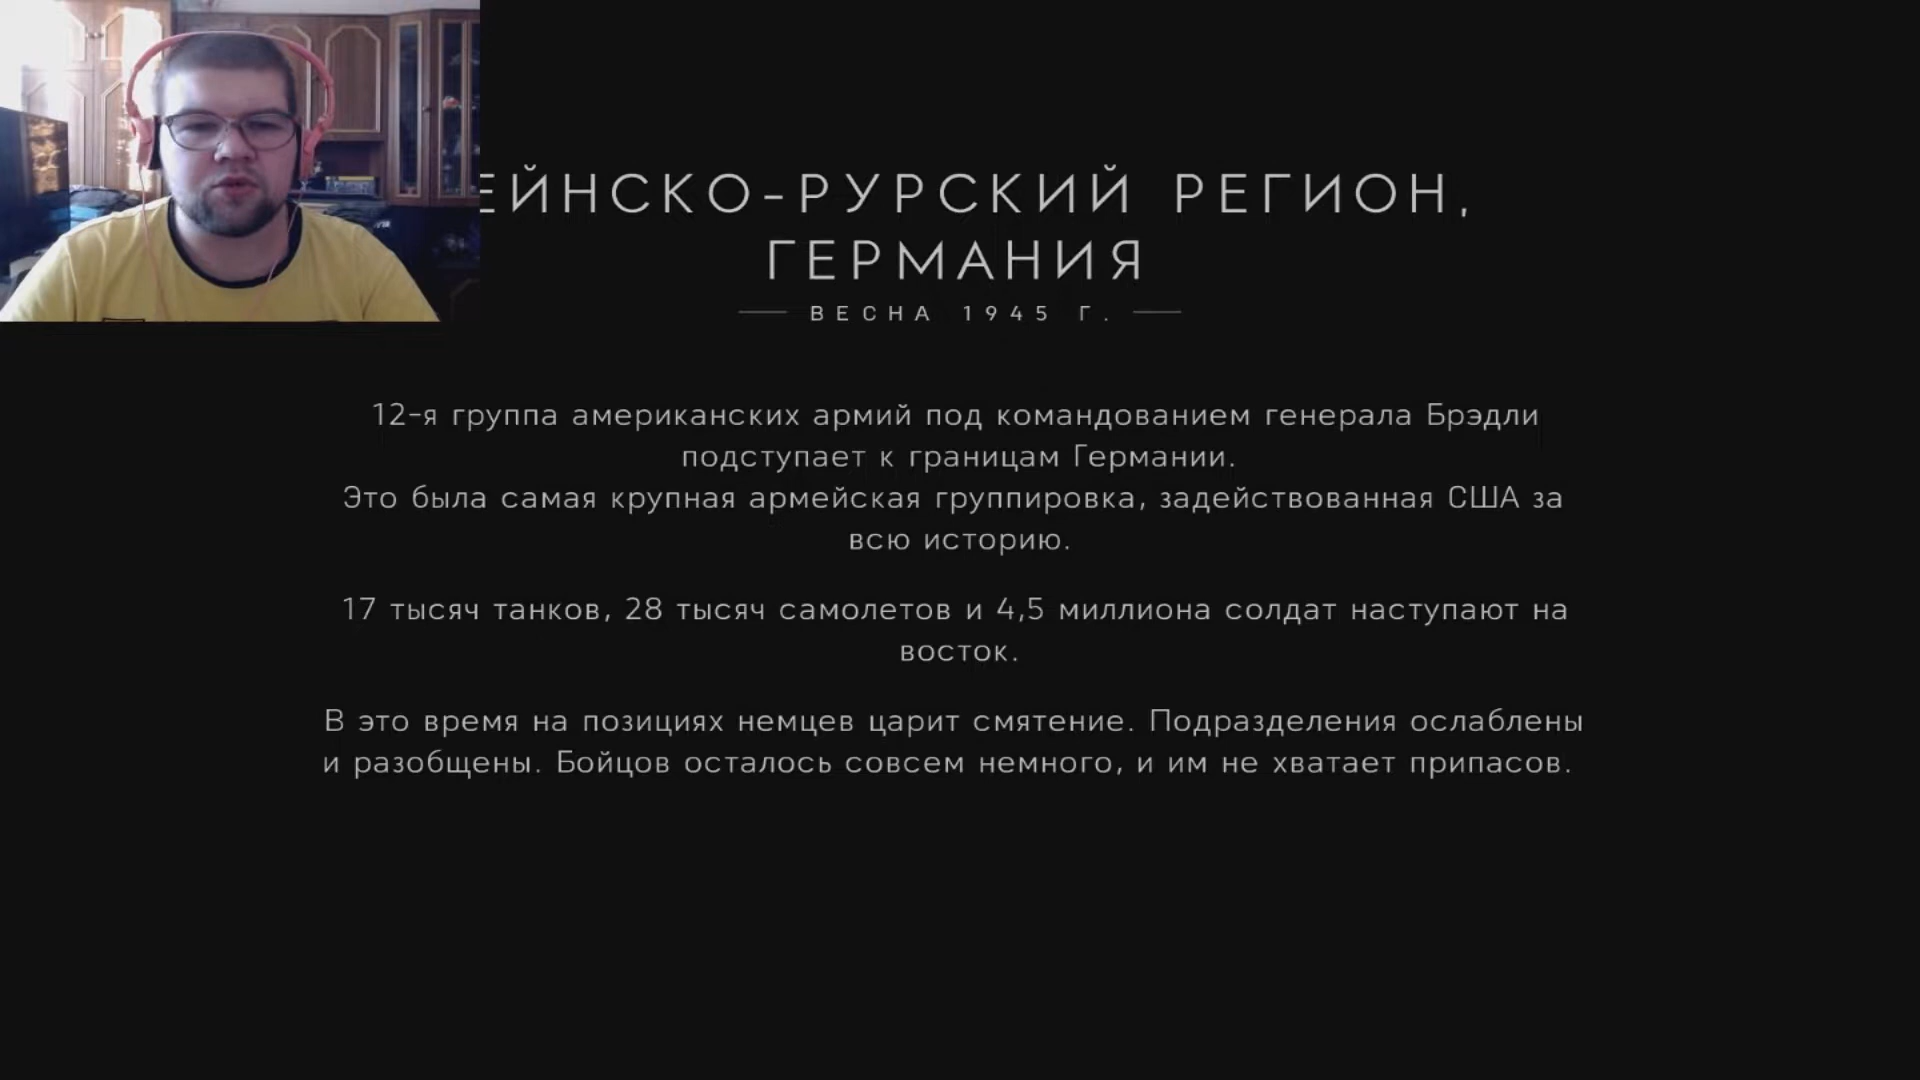 ЕЙНСКО-РУРСКИЙ РЕГИОН,
ГЕРМАНИЯ
ВЕСНА 1945 Г.
12-я группа американских армий под командованием генерала Брэдли
подступает к границам Германии.
Это была самая крупная армейская группировка, задействованная США за
всю историю.
17 тысяч танков, 28 тысяч самолетов и 4,5 миллиона солдат наступают на
восток.
В это время на позициях немцев царит смятение. Подразделения ослаблены
и разобщены. Бойцов осталось совсем немного, и им не хватает припасов.